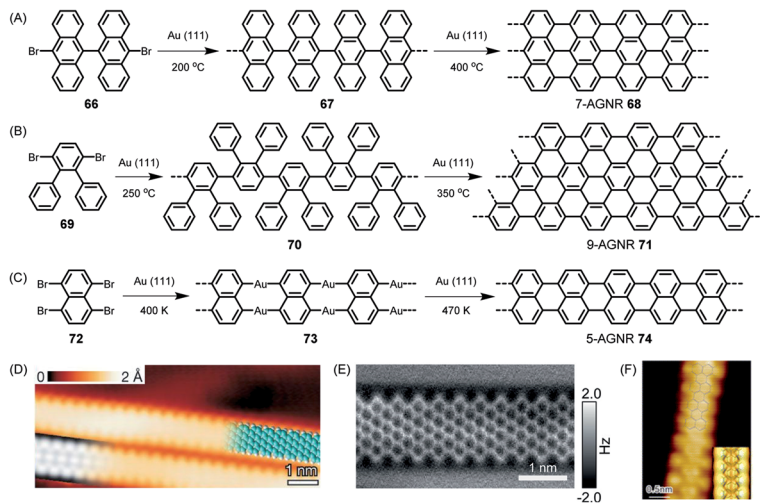 (A)
Br
Br
Au (111)
200 °C
Au (111)
400 °C
66
67
7-AGNR 68
(B)
Br
Br
Au (111)
250 °C
Au (111)
350 °C
69
70
9-AGNR 71
(C)
Br
Br
Br
Br
Au (111)
400 K
Au
Au
Au
Au
Au
Au
Au (111)
470 K
72
73
5-AGNR 74
(D)
0
2 Å
1 nm
(E)
1 nm
2.0
Hz
-2.0
(F)
0.5nm